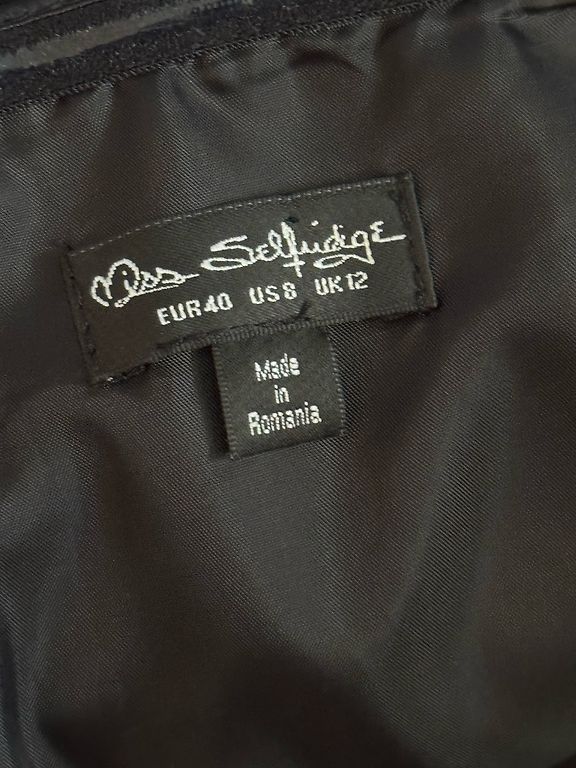 Miss Selfridge
EUR40 US8 UK12
Made
in
Romania